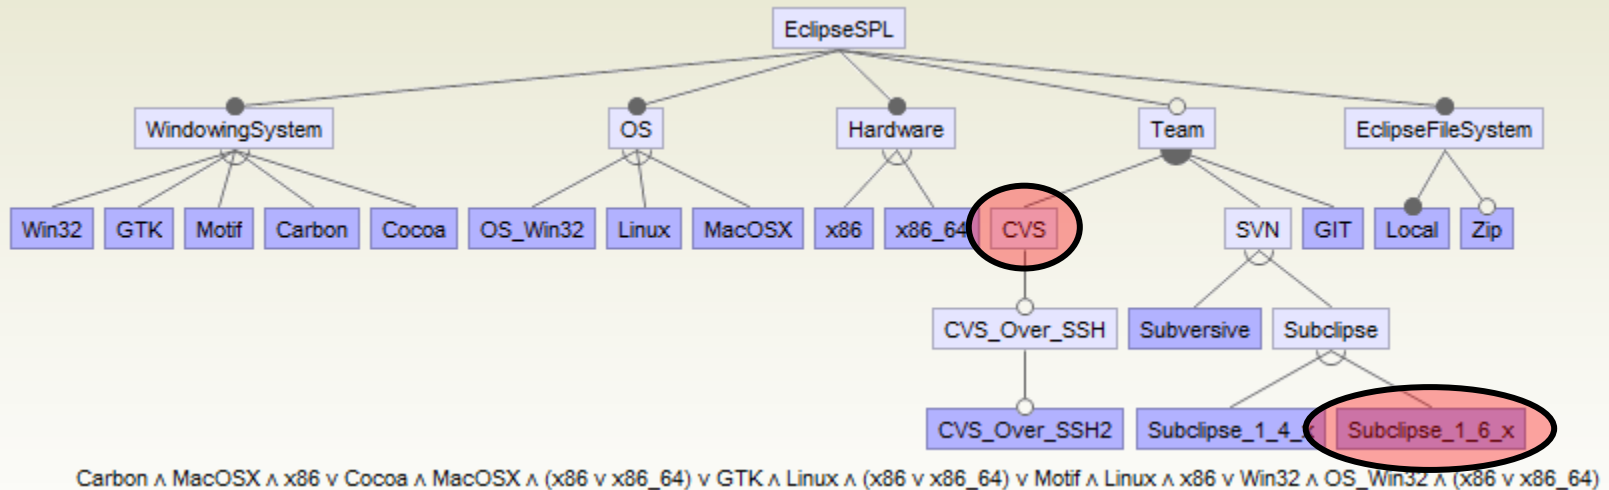 EclipseSPL
WindowingSystem OS Hardware Team EclipseFileSystem
Win32 GTK Motif Carbon Cocoa OS_Win32 Linux MacOSX x86 x86_64 CVS SVN GIT Local Zip
CVS_Over_SSH Subversive Subclipse
CVS_Over_SSH2 Subclipse_1_4_x Subclipse_1_6_x
Carbon ∧ MacOSX ∧ x86 ∨ Cocoa ∧ MacOSX ∧ (x86 ∨ x86_64) ∨ GTK ∧ Linux ∧ (x86 ∨ x86_64) ∨ Motif ∧ Linux ∧ x86 ∨ Win32 ∧ OS_Win32 ∧ (x86 ∨ x86_64)